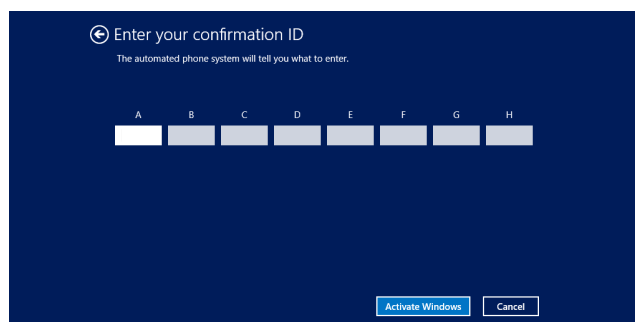 Enter your confirmation ID
The automated phone system will tell you what to enter.
A B C D E F G H
Activate Windows Cancel